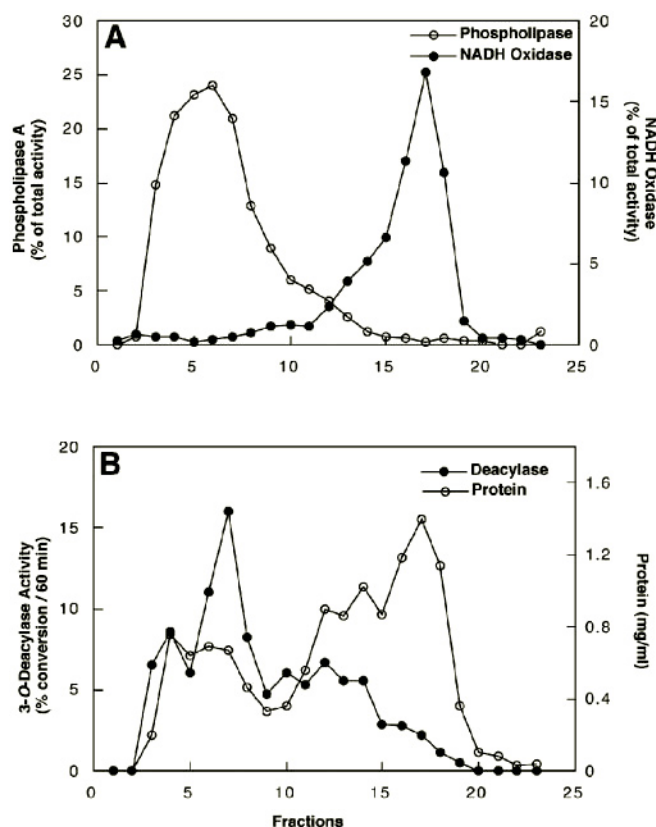 A
Phospholipase
NADH Oxidase
Phospholipase A
(% of total activity)
30
25
20
15
10
5
0
20
15
10
5
0
NADH Oxidase
(% of total activity)
0 5 10 15 20 25
B
Deacylase
Protein
3-O-Deacylase Activity
(% conversion / 60 min)
20
15
10
5
0
1.6
1.2
0.8
0.4
0
Protein (mg/ml)
0 5 10 15 20 25
Fractions